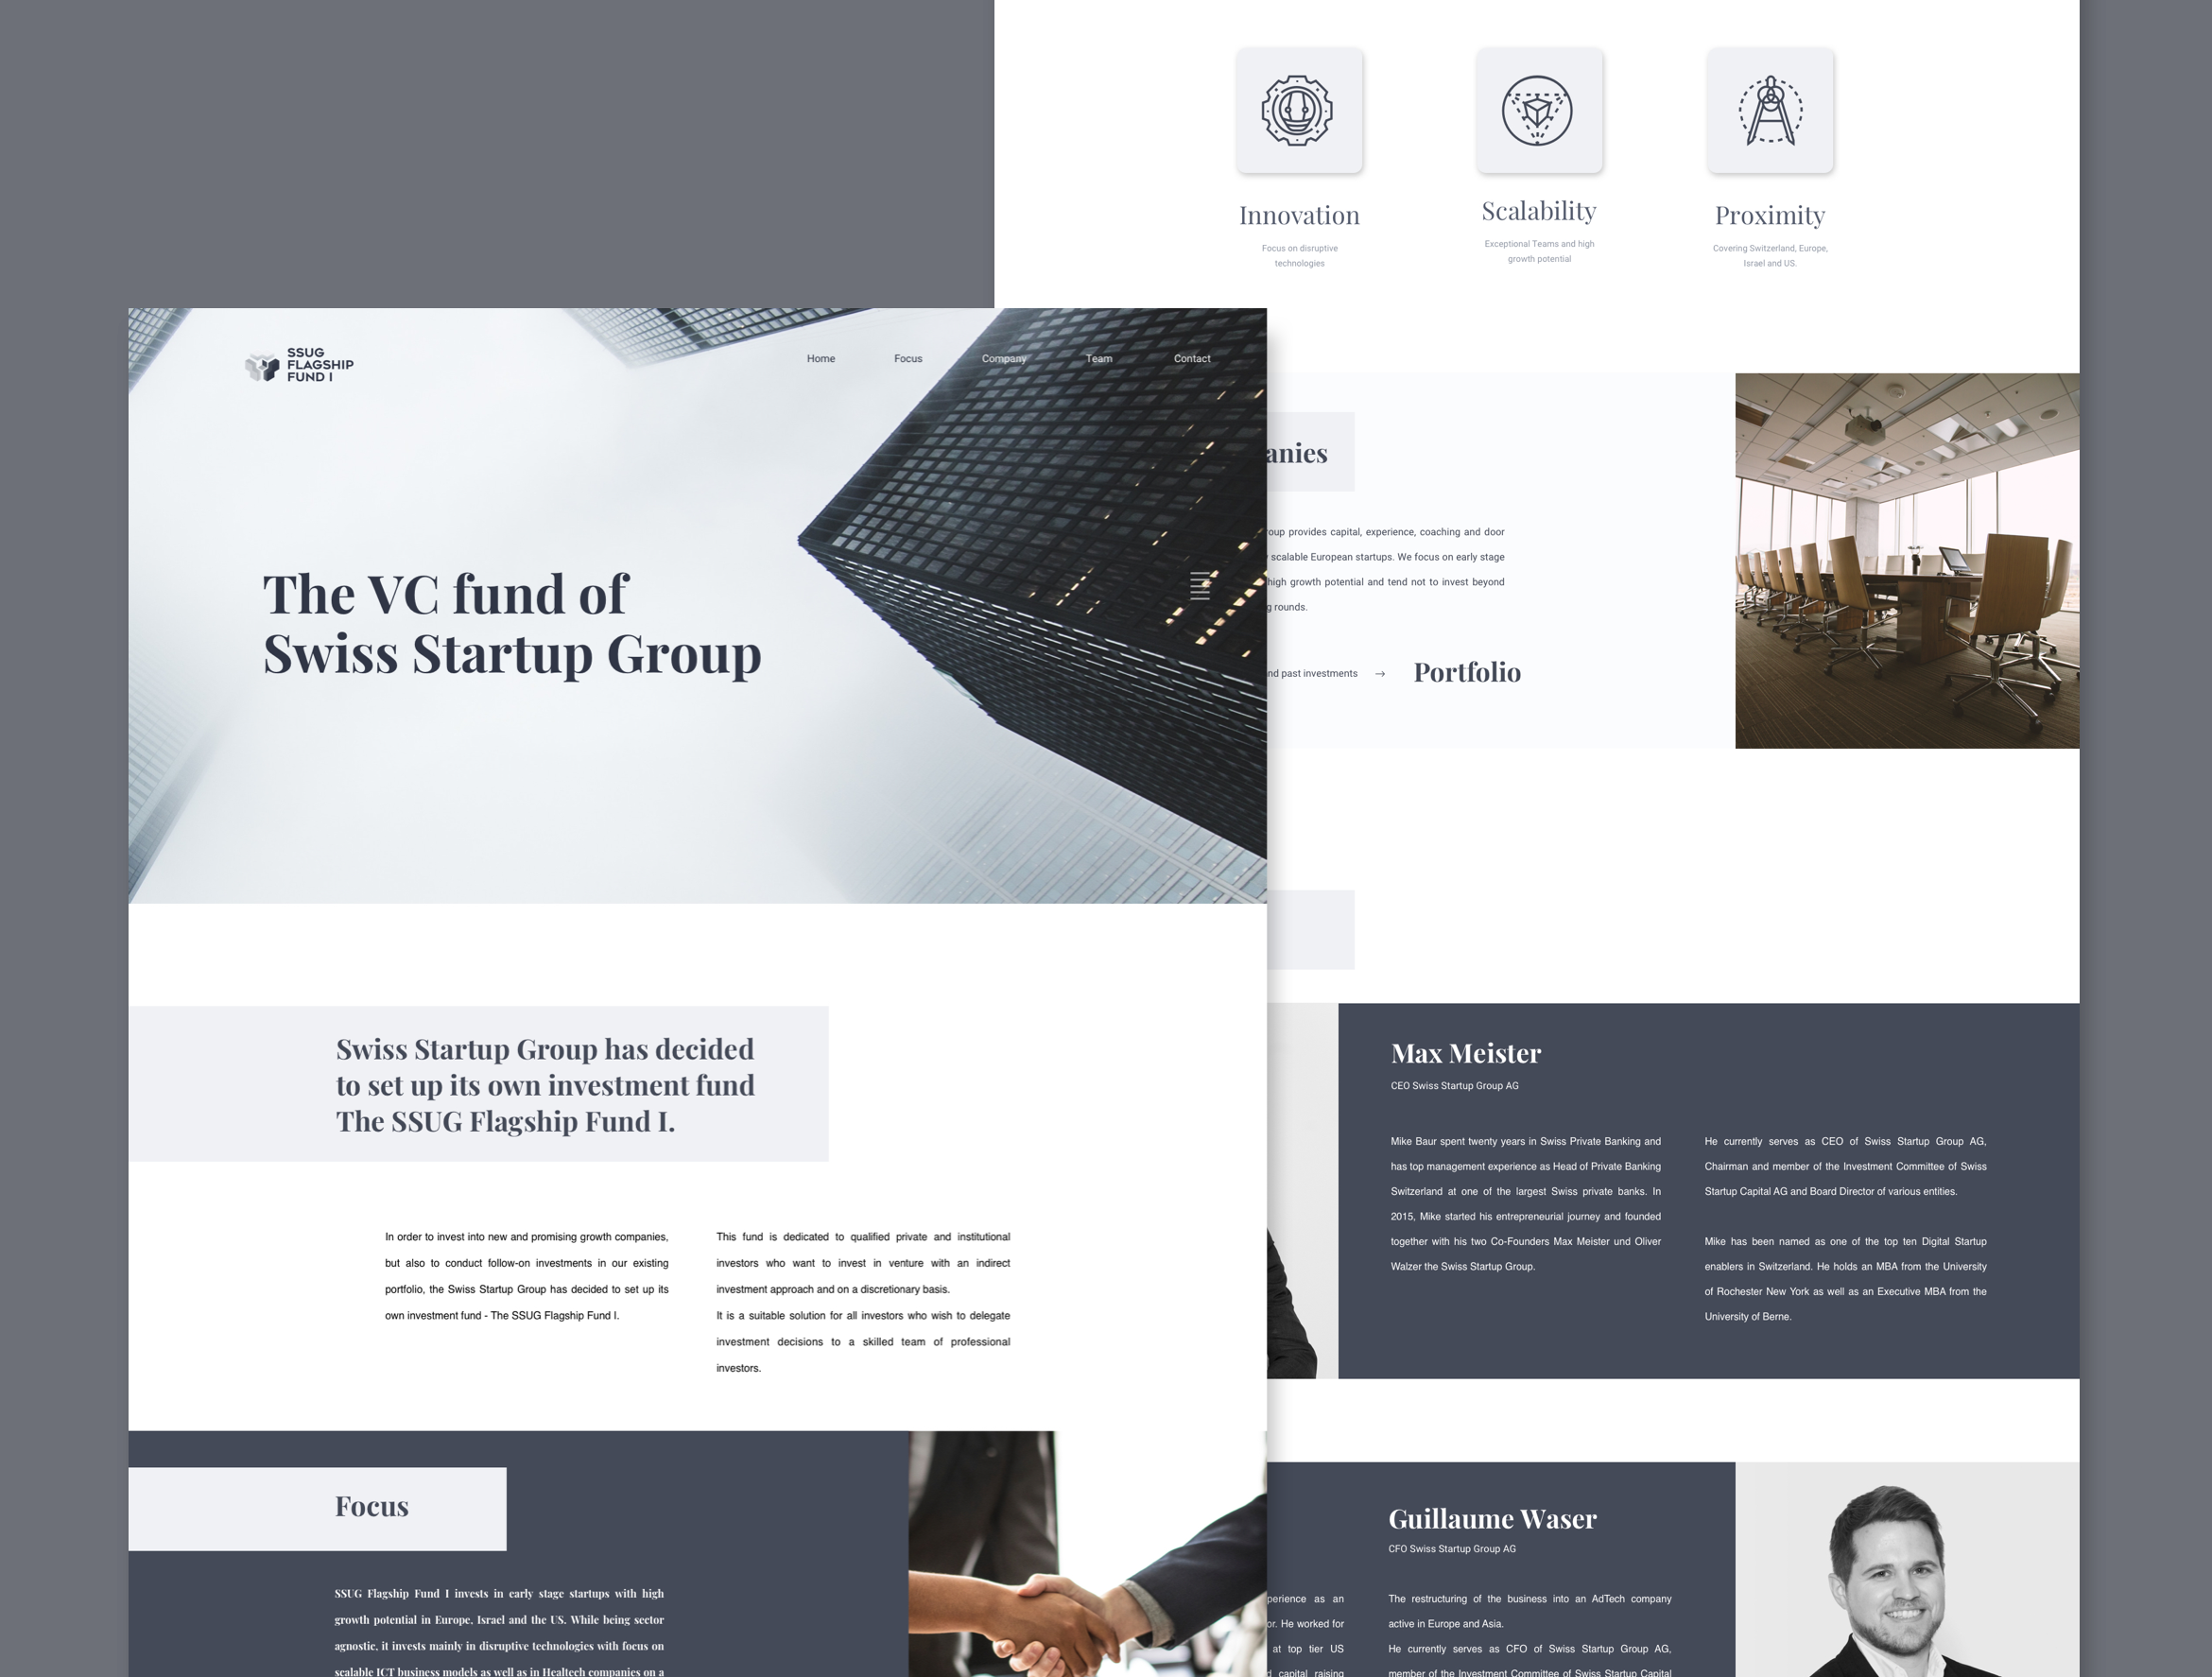 Innovation
Focus on disruptive
technologies
Scalability
Exceptional Teams and high
growth potential
Proximity
Covering Switzerland, Europe,
Israel and US.
SSUG
FLAGSHIP
FUND I
Home
Focus
Company
Team
Contact
The VC fund of
Swiss Startup Group
Swiss Startup Group has decided
to set up its own investment fund
The SSUG Flagship Fund I.
In order to invest into new and promising growth companies,
but also to conduct follow-on investments in our existing
portfolio, the Swiss Startup Group has decided to set up its
own investment fund - The SSUG Flagship Fund I.
This fund is dedicated to qualified private and institutional
investors who want to invest in venture with an indirect
investment approach and on a discretionary basis.
It is a suitable solution for all investors who wish to delegate
investment decisions to a skilled team of professional
investors.
Focus
SSUG Flagship Fund I invests in early stage startups with high
growth potential in Europe, Israel and the US. While being sector
agnostic, it invests mainly in disruptive technologies with focus on
scalable ICT business models as well as in Healtech companies on a
anies
roup provides capital, experience, coaching and door
scalable European startups. We focus on early stage
high growth potential and tend not to invest beyond
g rounds.
nd past investments → Portfolio
Max Meister
CEO Swiss Startup Group AG
Mike Baur spent twenty years in Swiss Private Banking and
has top management experience as Head of Private Banking
Switzerland at one of the largest Swiss private banks. In
2015, Mike started his entrepreneurial journey and founded
together with his two Co-Founders Max Meister und Oliver
Walzer the Swiss Startup Group.
He currently serves as CEO of Swiss Startup Group AG,
Chairman and member of the Investment Committee of Swiss
Startup Capital AG and Board Director of various entities.
Mike has been named as one of the top ten Digital Startup
enablers in Switzerland. He holds an MBA from the University
of Rochester New York as well as an Executive MBA from the
University of Berne.
perience as an
or. He worked for
at top tier US
d capital raising
Guillaume Waser
CFO Swiss Startup Group AG
The restructuring of the business into an AdTech company
active in Europe and Asia.
He currently serves as CFO of Swiss Startup Group AG,
member of the Investment Committee of Swiss Startup Capital